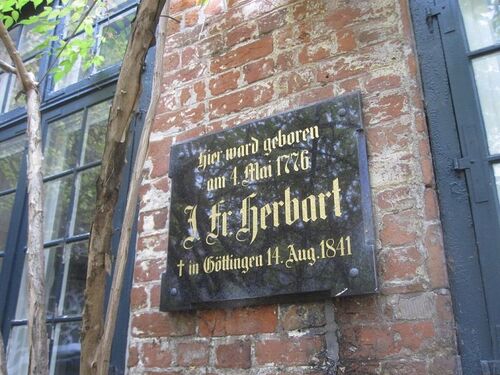 Hier ward geboren
am 4. Mai 1776
J. Fr. Herbart
† in Göttingen 14. Aug. 1841